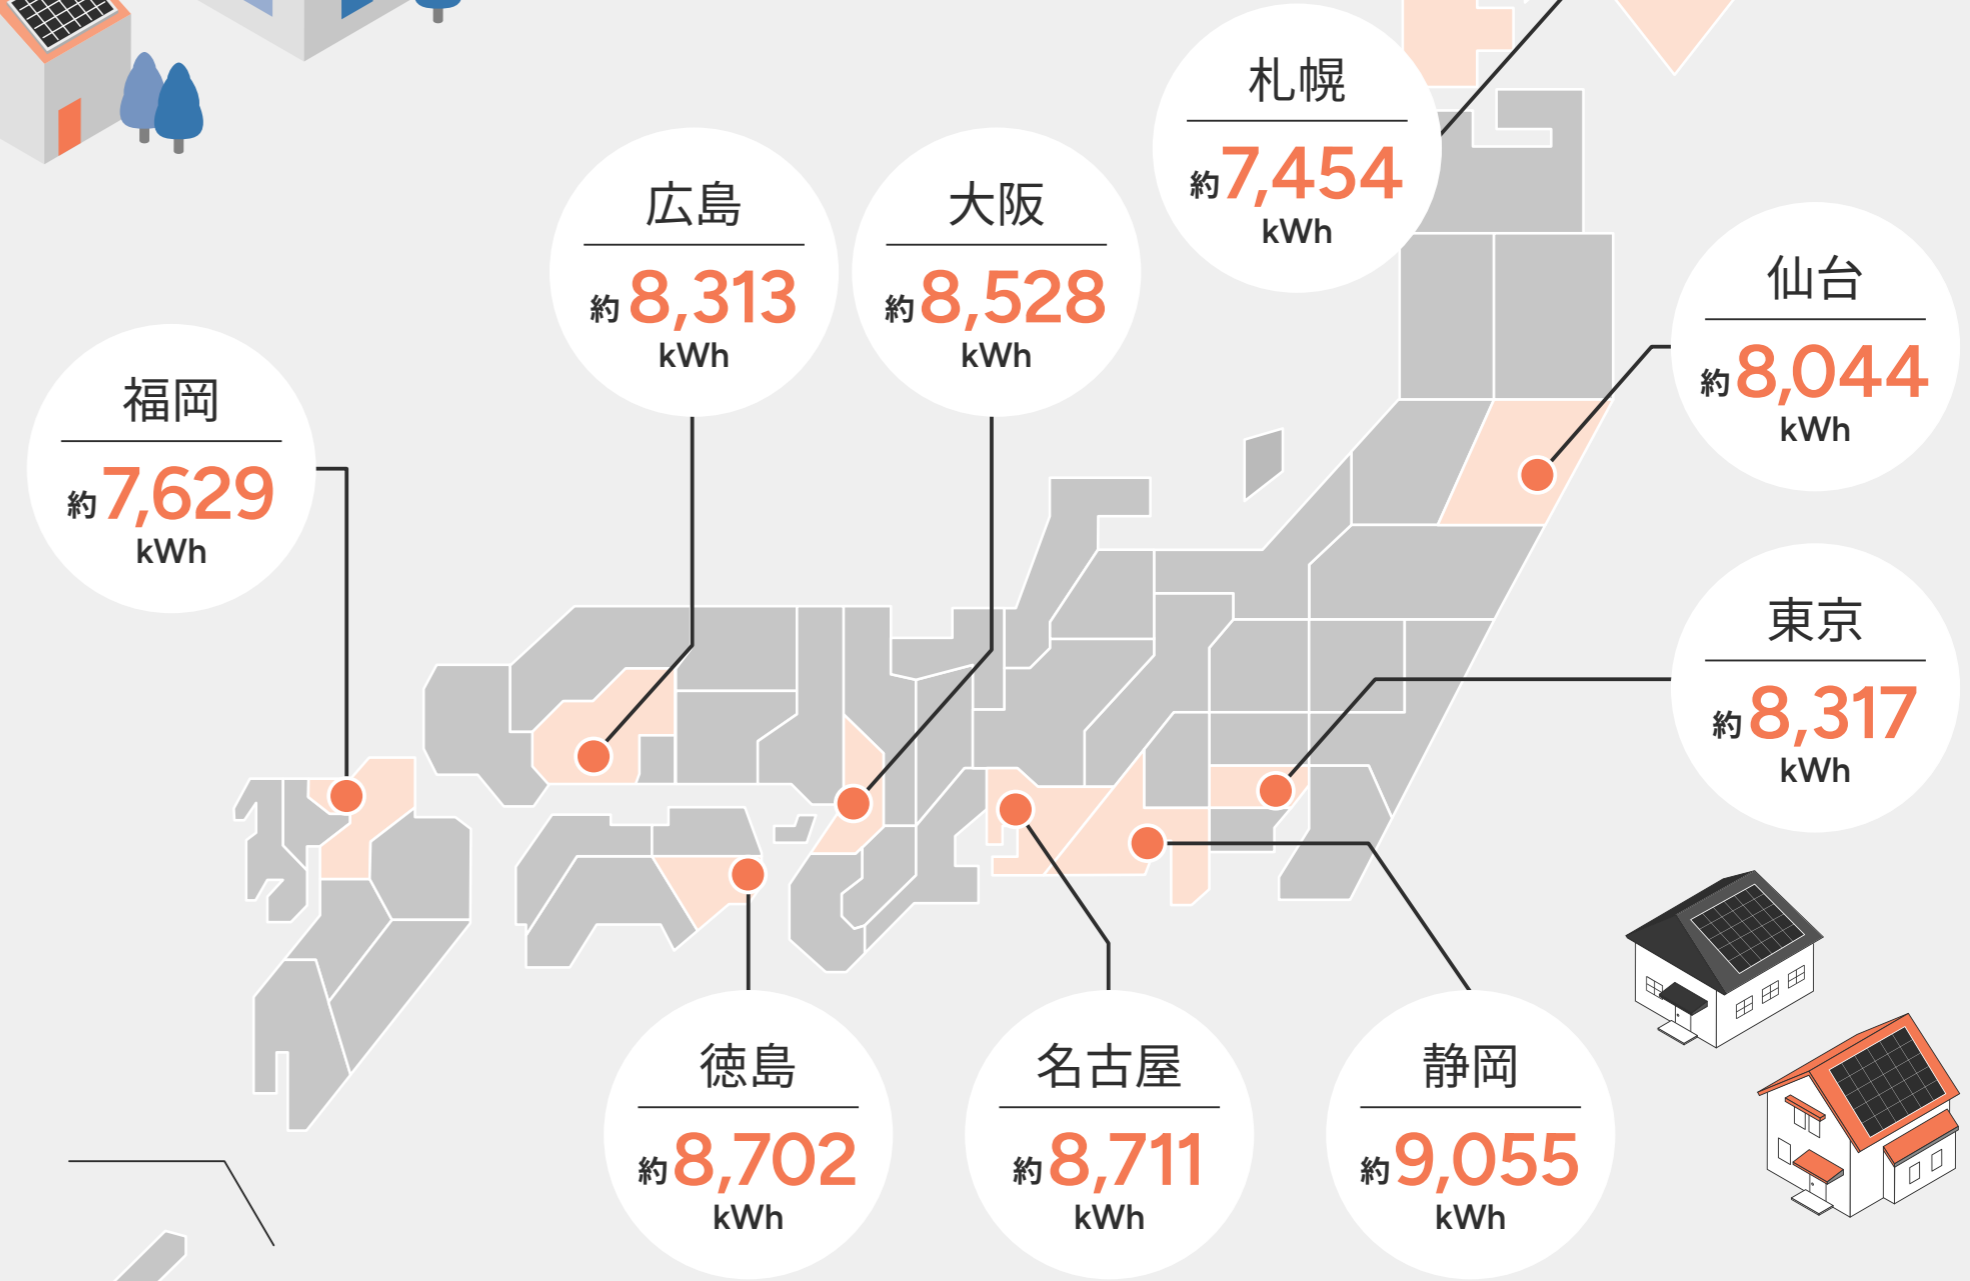 札幌
約7,454
kWh
広島
約8,313
kWh
大阪
約8,528
kWh
仙台
約8,044
kWh
福岡
約7,629
kWh
東京
約8,317
kWh
徳島
約8,702
kWh
名古屋
約8,711
kWh
静岡
約9,055
kWh